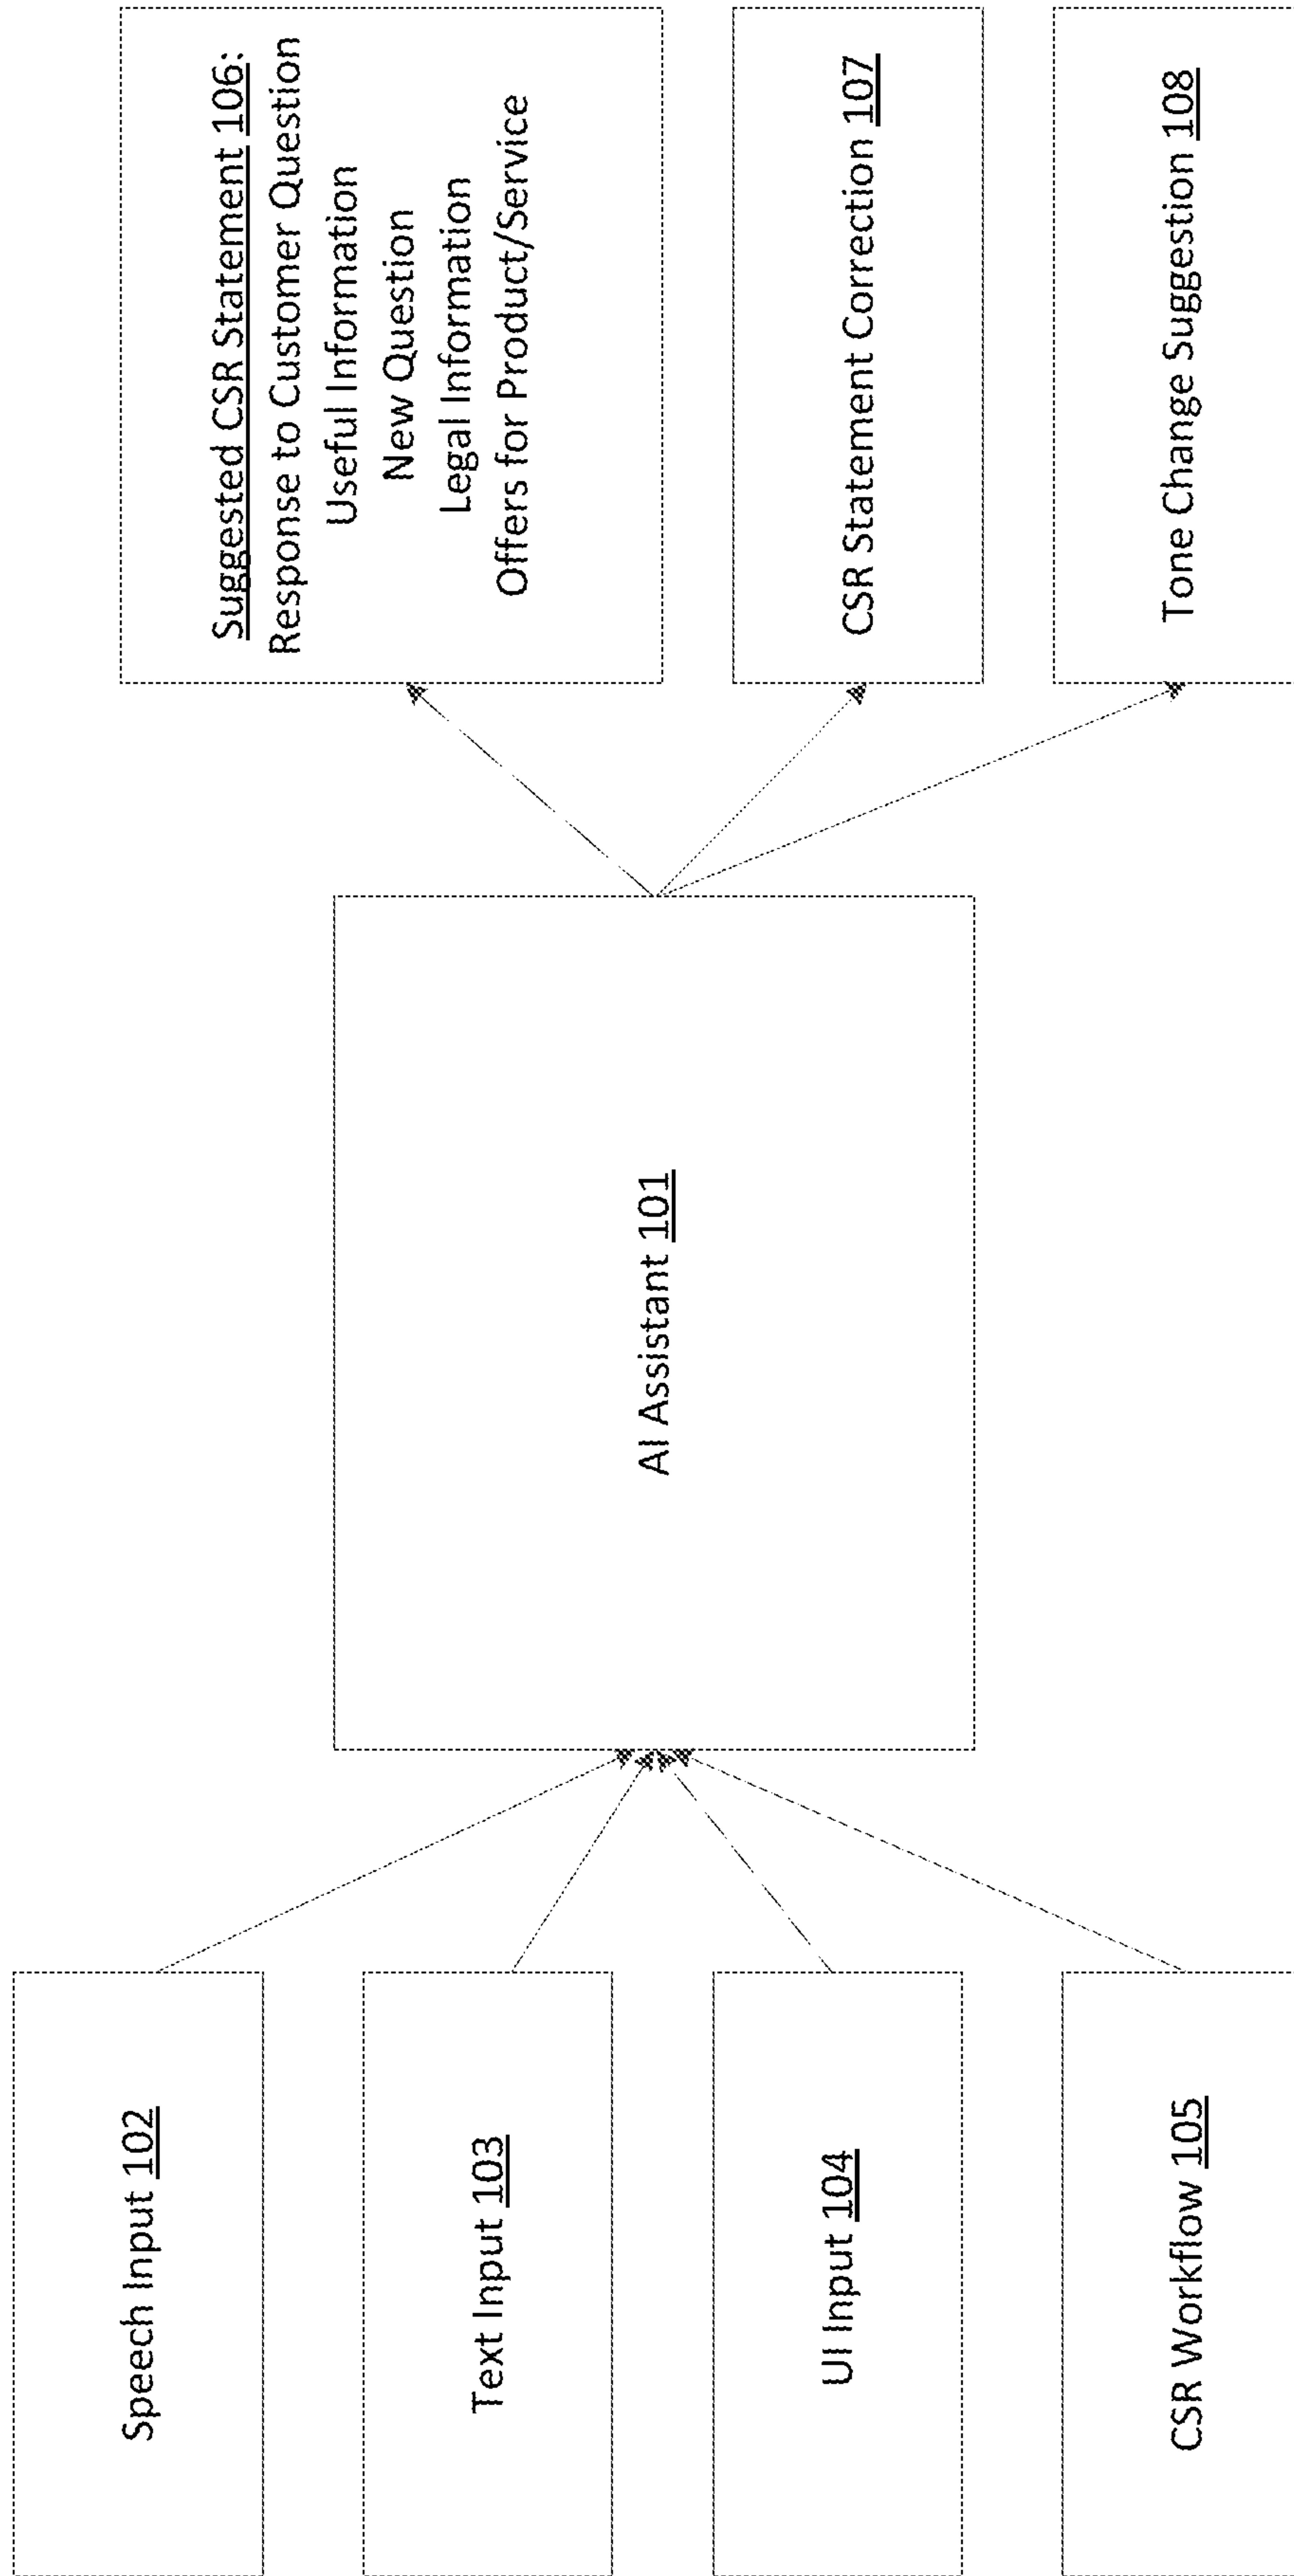 Speech Input 102
Text Input 103
UI Input 104
CSR Workflow 105
AI Assistant 101
Suggested CSR Statement 106:
Response to Customer Question
Useful Information
New Question
Legal Information
Offers for Product/Service
CSR Statement Correction 107
Tone Change Suggestion 108